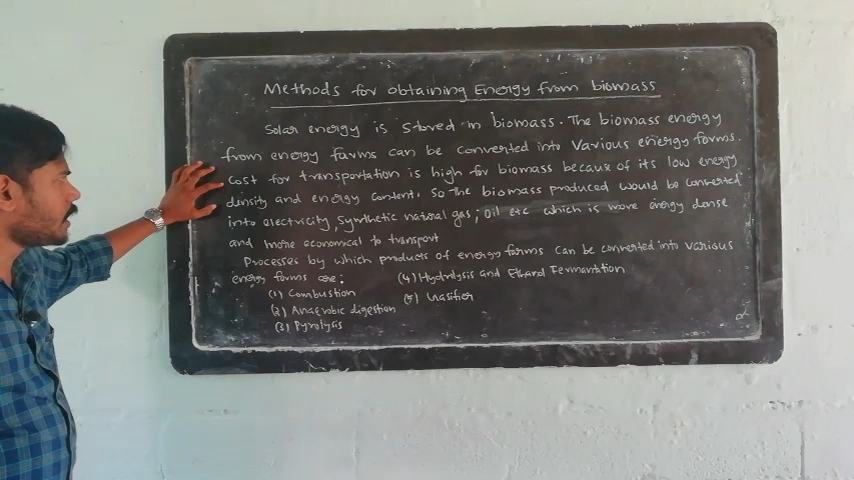 Methods for obtaining Energy from biomass
Solar energy is stored in biomass. The biomass energy
from energy farms can be converted into various energy forms.
Cost for transportation is high for biomass because of its low energy
density and energy content. So the biomass produced would be converted
into electricity, synthetic natural gas, oil etc which is more energy dense
and more economical to transport
Processes by which products of energy forms can be converted into various
energy forms are:
(1) Combustion
(2) Anaerobic digestion
(3) Pyrolysis
(4) Hydrolysis and Ethanol Fermantation
(5) Gasifier